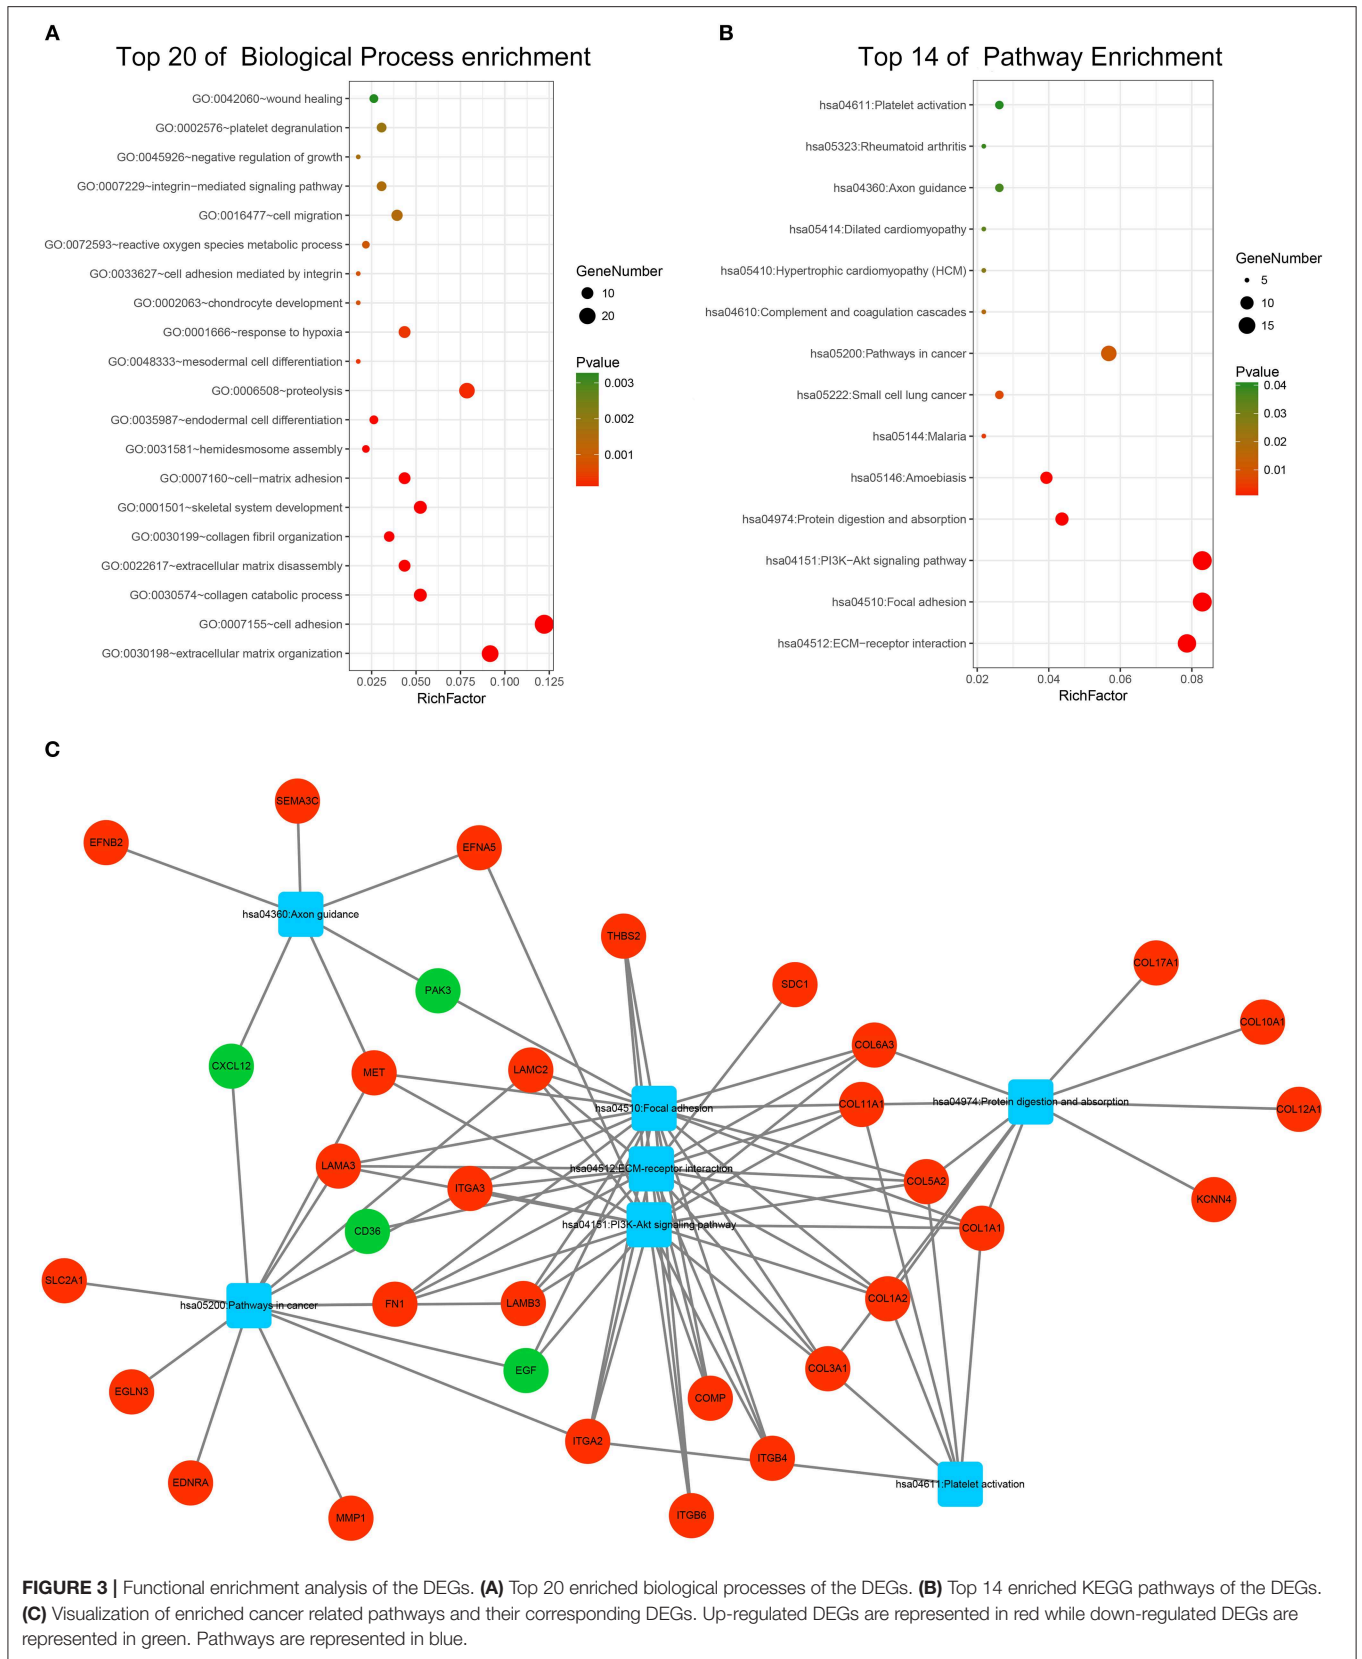 A
Top 20 of Biological Process enrichment
GO:0042060~wound healing
GO:0002576~platelet degranulation
GO:0045926~negative regulation of growth
GO:0007229~integrin−mediated signaling pathway
GO:0016477~cell migration
GO:0072593~reactive oxygen species metabolic process
GO:0033627~cell adhesion mediated by integrin
GO:0002063~chondrocyte development
GO:0001666~response to hypoxia
GO:0048333~mesodermal cell differentiation
GO:0006508~proteolysis
GO:0035987~endodermal cell differentiation
GO:0031581~hemidesmosome assembly
GO:0007160~cell−matrix adhesion
GO:0001501~skeletal system development
GO:0030199~collagen fibril organization
GO:0022617~extracellular matrix disassembly
GO:0030574~collagen catabolic process
GO:0007155~cell adhesion
GO:0030198~extracellular matrix organization
0.025 0.050 0.075 0.100 0.125
RichFactor
GeneNumber
10
20
Pvalue
0.003
0.002
0.001
B
Top 14 of Pathway Enrichment
hsa04611:Platelet activation
hsa05323:Rheumatoid arthritis
hsa04360:Axon guidance
hsa05414:Dilated cardiomyopathy
hsa05410:Hypertrophic cardiomyopathy (HCM)
hsa04610:Complement and coagulation cascades
hsa05200:Pathways in cancer
hsa05222:Small cell lung cancer
hsa05144:Malaria
hsa05146:Amoebiasis
hsa04974:Protein digestion and absorption
hsa04151:PI3K−Akt signaling pathway
hsa04510:Focal adhesion
hsa04512:ECM−receptor interaction
0.02 0.04 0.06 0.08
RichFactor
GeneNumber
5
10
15
Pvalue
0.04
0.03
0.02
0.01
C
SEMA3C
EFNB2
EFNA5
hsa04360:Axon guidance
THBS2
COL17A1
SDC1
PAK3
COL10A1
COL6A3
CXCL12
MET
LAMC2
hsa04510:Focal adhesion
COL11A1
hsa04974:Protein digestion and absorption
COL12A1
LAMA3
hsa04512:ECM-receptor interaction
ITGA3
COL5A2
KCNN4
CD36
hsa04151:PI3K-Akt signaling pathway
COL1A1
SLC2A1
hsa05200:Pathways in cancer
FN1
LAMB3
COL1A2
EGF
COL3A1
EGLN3
COMP
ITGA2
ITGB4
EDNRA
hsa04611:Platelet activation
MMP1
ITGB6
FIGURE 3 | Functional enrichment analysis of the DEGs. (A) Top 20 enriched biological processes of the DEGs. (B) Top 14 enriched KEGG pathways of the DEGs.
(C) Visualization of enriched cancer related pathways and their corresponding DEGs. Up-regulated DEGs are represented in red while down-regulated DEGs are
represented in green. Pathways are represented in blue.